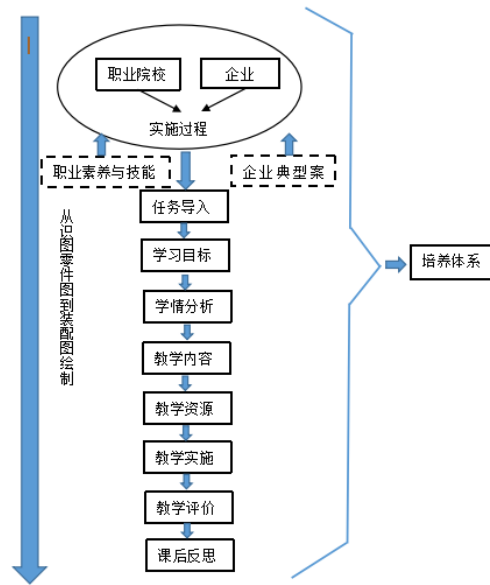 职业院校
企业
实施过程
职业素养与技能
企业典型案
任务导入
学习目标
学情分析
教学内容
教学资源
教学实施
教学评价
课后反思
从识图零件图到装配图绘制
培养体系